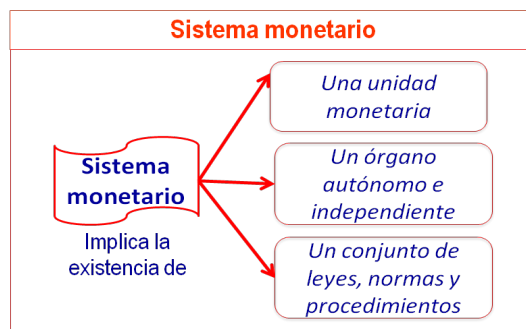 Sistema monetario
Una unidad
monetaria
Sistema
monetario
Implica la
existencia de
Un órgano
autónomo e
independiente
Un conjunto de
leyes, normas y
procedimientos